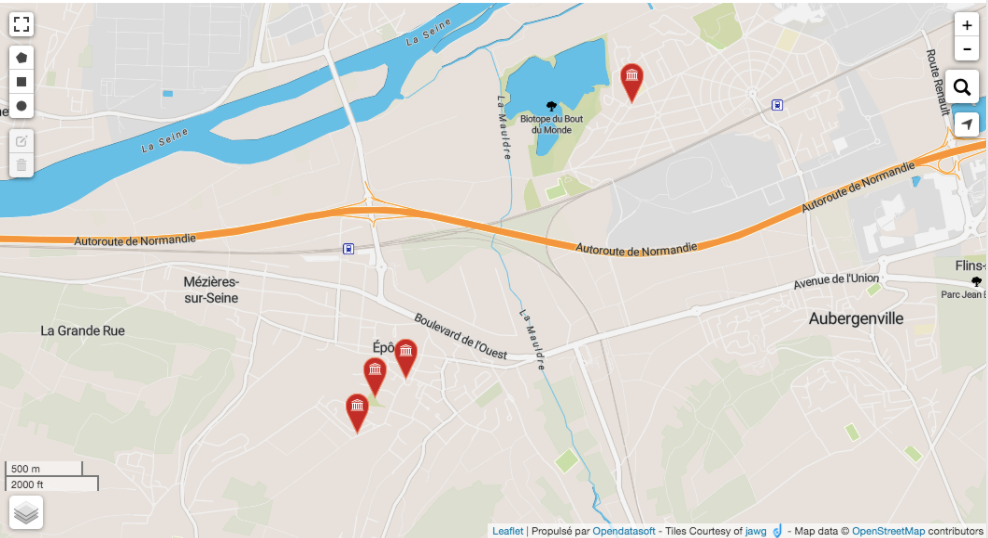 La Seine
+
-
Route Renault
La Mauldre
Biotope du Bout
du Monde
La Seine
Autoroute de Normandie
Autoroute de Normandie
Autoroute de Normandie
Mézières-
sur-Seine
Flins-
Avenue de l'Union
Parc Jean
La Grande Rue
Boulevard de l'Ouest
La Mauldre
Aubergenville
Épô
500 m
2000 ft
Leaflet | Propulsé par Opendatasoft - Tiles Courtesy of jawg - Map data © OpenStreetMap contributors